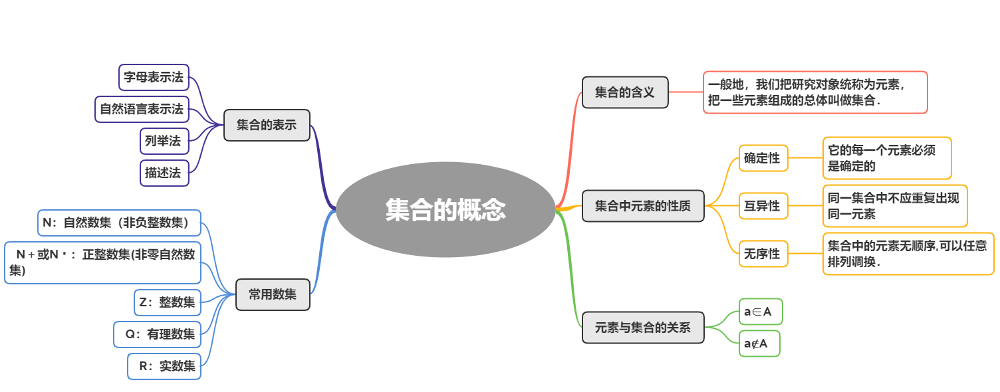 集合的概念
集合的含义
一般地，我们把研究对象统称为元素，
把一些元素组成的总体叫做集合．
集合中元素的性质
确定性
它的每一个元素必须
是确定的
互异性
同一集合中不应重复出现
同一元素
无序性
集合中的元素无顺序,可以任意
排列调换．
元素与集合的关系
a∈A
a∉A
集合的表示
字母表示法
自然语言表示法
列举法
描述法
常用数集
N：自然数集（非负整数集）
N＋或N﹡：正整数集(非零自然数
集)
Z：整数集
Q：有理数集
R：实数集